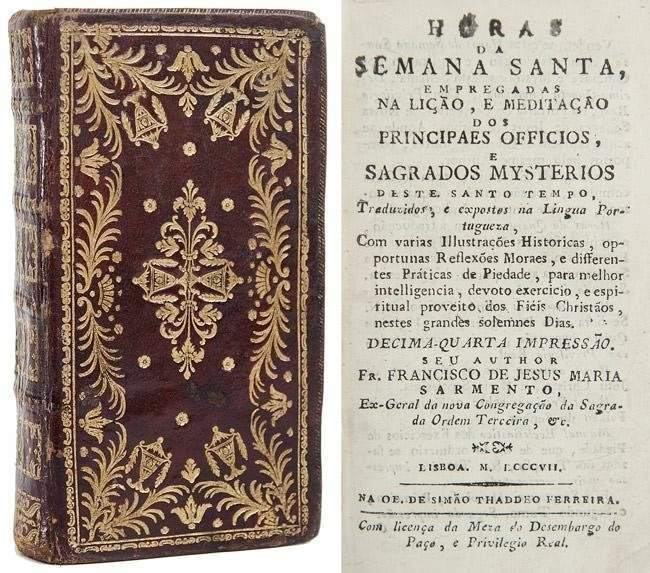 HORAS
DA
SEMANA SANTA,
EMPREGADAS
NA LIÇÃO, E MEDITAÇÃO
DOS
PRINCIPAES OFFICIOS,
E
SAGRADOS MYSTERIOS
DESTE SANTO TEMPO,
Traduzidos, e expostos na Lingua Por-
tugueza,
Com varias Illustrações Historicas, op-
portunas Reflexões Moraes, e differen-
tes Práticas de Piedade, para melhor
intelligencia, devoto exercicio, e espi-
ritual proveito dos Fiéis Christãos,
nestes grandes solemnes Dias.
DECIMA-QUARTA IMPRESSÃO.
SEU AUTHOR
FR. FRANCISCO DE JESUS MARIA
SARMENTO,
Ex-Geral da nova Congregação da Sagra-
da Ordem Terceira, &c.
LISBOA. M. DCCCVII.
NA OF. DE SIMÃO THADDEO FERREIRA.
Com licença da Meza do Desembargo do
Paço, e Privilegio Real.